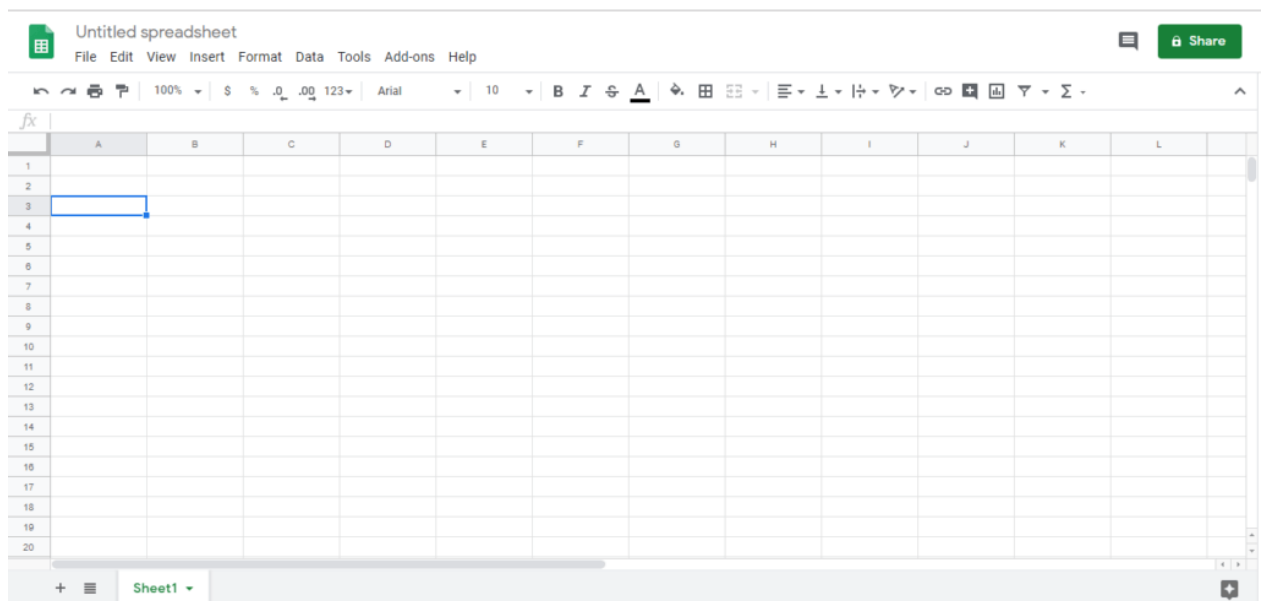 Untitled spreadsheet
File Edit View Insert Format Data Tools Add-ons Help
Share
100% $ % .0 .00 123 Arial 10 B I S A Σ
fx
A B C D E F G H I J K L
1
2
3
4
5
6
7
8
9
10
11
12
13
14
15
16
17
18
19
20
+ Sheet1